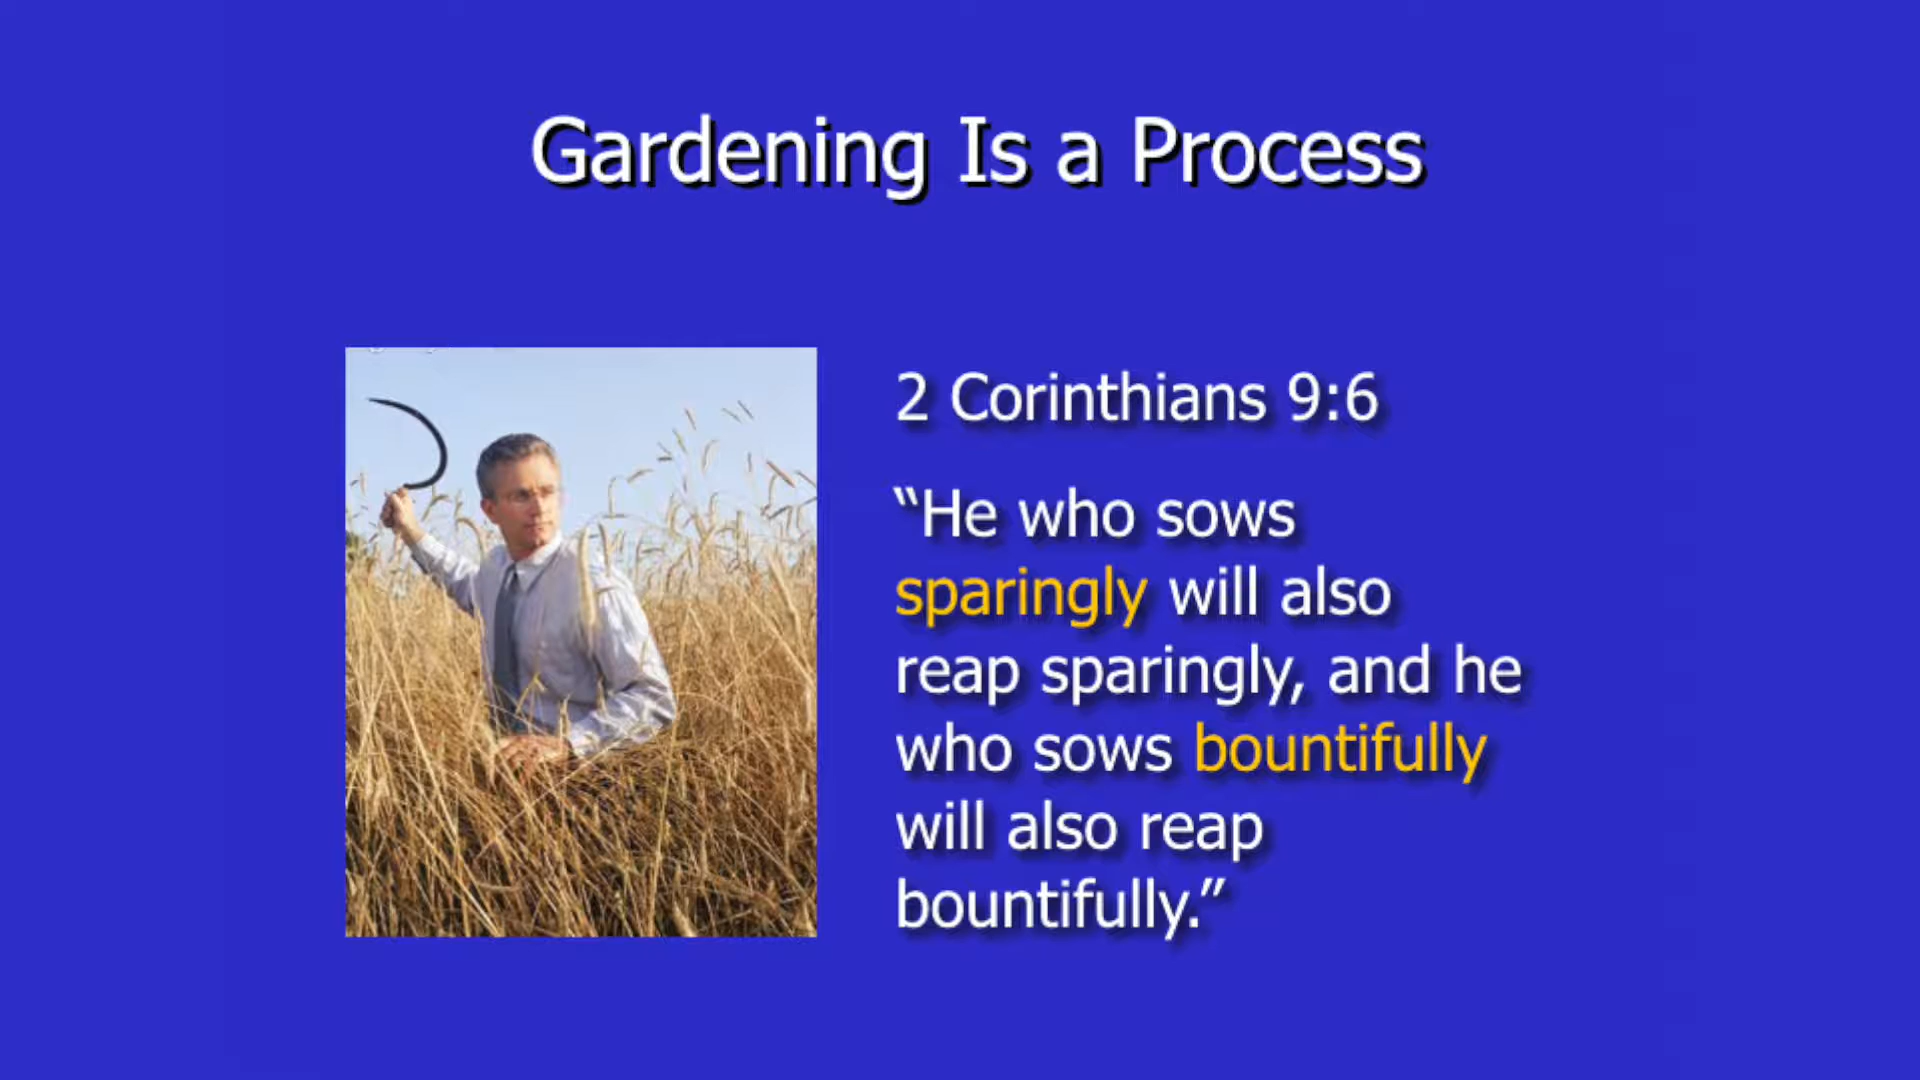 Gardening Is a Process
2 Corinthians 9:6
“He who sows
sparingly will also
reap sparingly, and he
who sows bountifully
will also reap
bountifully.”